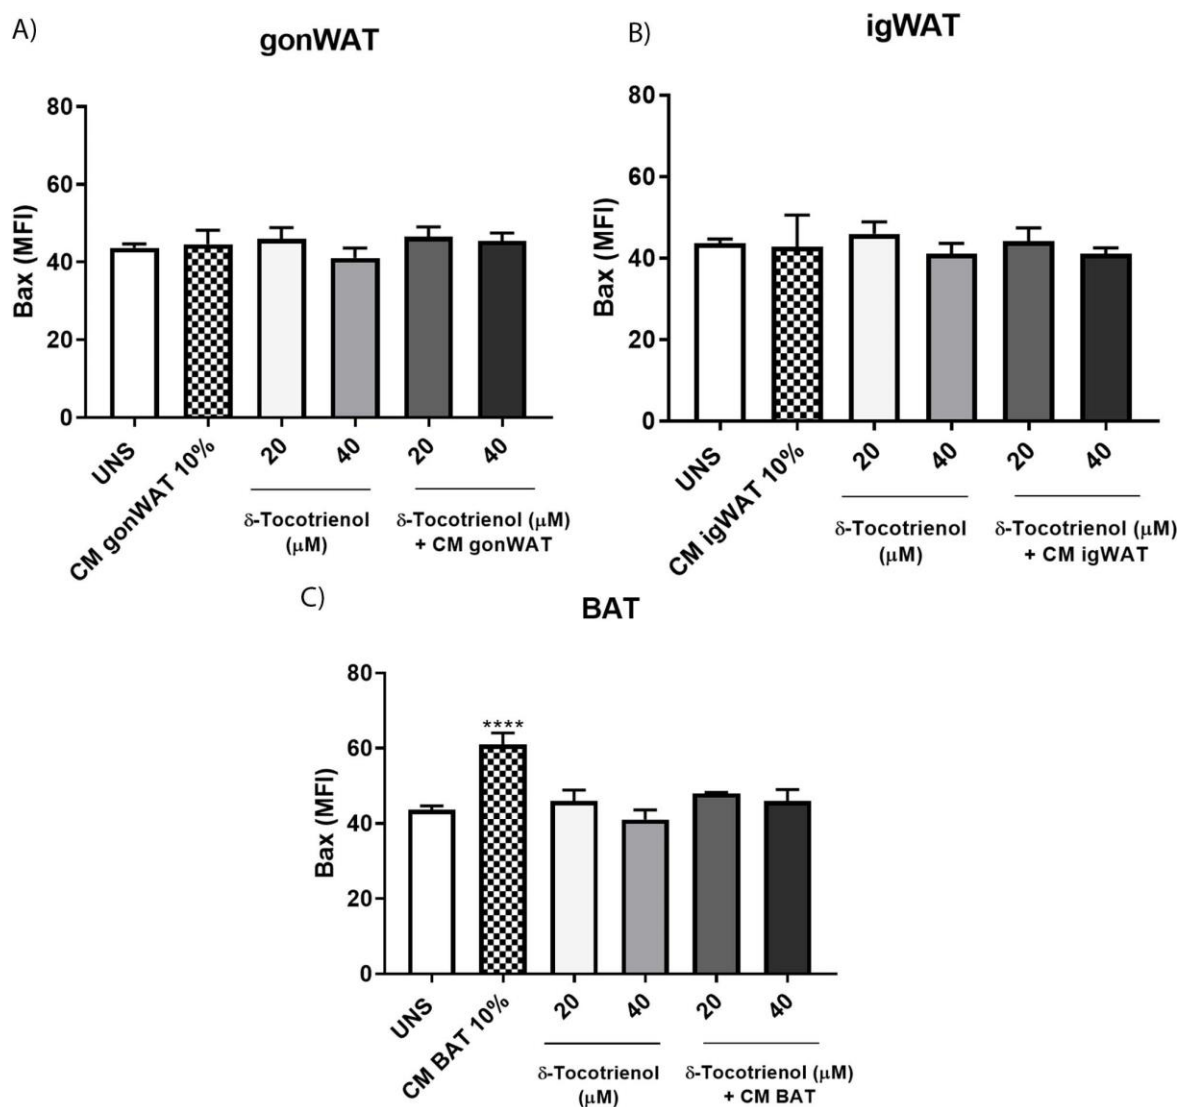 A)
gonWAT
Bax (MFI)
80
60
40
20
0
UNS
CM gonWAT 10%
20
40
20
40
δ-Tocotrienol
(μM)
δ-Tocotrienol (μM)
+ CM gonWAT
B)
igWAT
Bax (MFI)
80
60
40
20
0
UNS
CM igWAT 10%
20
40
20
40
δ-Tocotrienol
(μM)
δ-Tocotrienol (μM)
+ CM igWAT
C)
BAT
Bax (MFI)
80
60
40
20
0
****
UNS
CM BAT 10%
20
40
20
40
δ-Tocotrienol
(μM)
δ-Tocotrienol (μM)
+ CM BAT